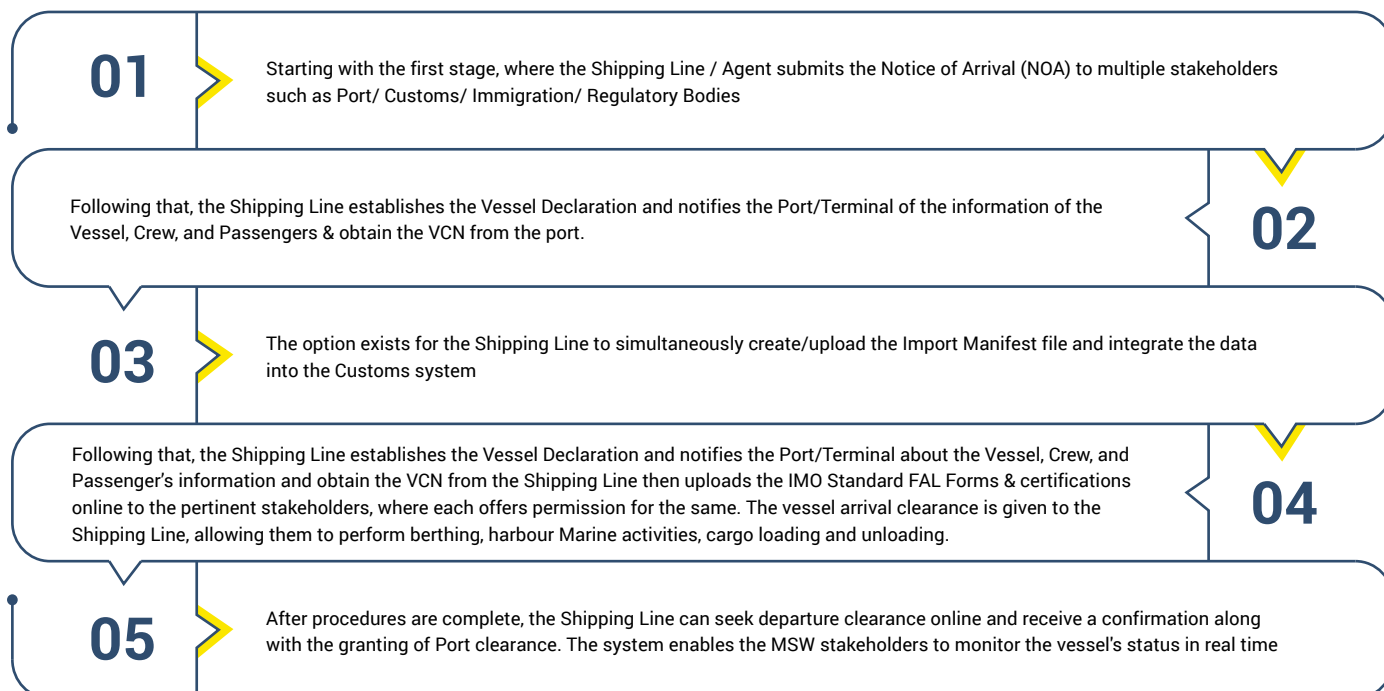 01
Starting with the first stage, where the Shipping Line / Agent submits the Notice of Arrival (NOA) to multiple stakeholders
such as Port/ Customs/ Immigration/ Regulatory Bodies
Following that, the Shipping Line establishes the Vessel Declaration and notifies the Port/Terminal of the information of the
Vessel, Crew, and Passengers & obtain the VCN from the port.
02
03
The option exists for the Shipping Line to simultaneously create/upload the Import Manifest file and integrate the data
into the Customs system
Following that, the Shipping Line establishes the Vessel Declaration and notifies the Port/Terminal about the Vessel, Crew, and
Passenger's information and obtain the VCN from the Shipping Line then uploads the IMO Standard FAL Forms & certifications
online to the pertinent stakeholders, where each offers permission for the same. The vessel arrival clearance is given to the
Shipping Line, allowing them to perform berthing, harbour Marine activities, cargo loading and unloading.
04
05
After procedures are complete, the Shipping Line can seek departure clearance online and receive a confirmation along
with the granting of Port clearance. The system enables the MSW stakeholders to monitor the vessel's status in real time